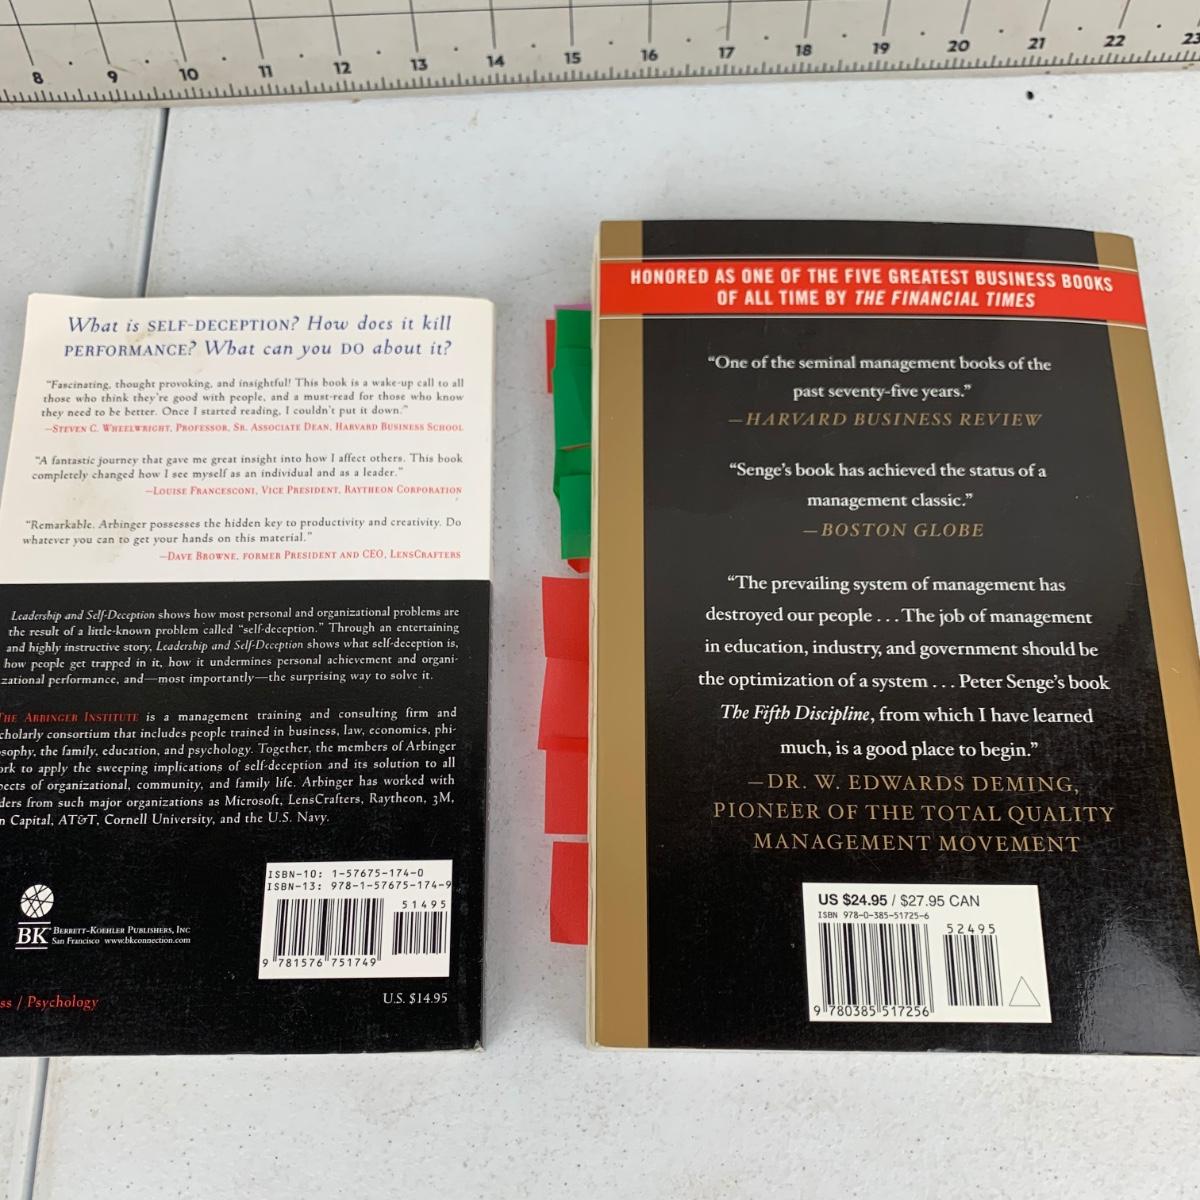 8 9 10 11 12 13 14 15 16 17 18 19 20 21 22 23
What is SELF-DECEPTION? How does it kill
PERFORMANCE? What can you DO about it?
"Fascinating, thought provoking, and insightful! This book is a wake-up call to all
those who think they're good with people, and a must-read for those who know
they need to be better. Once I started reading, I couldn't put it down."
—STEVEN C. WHEELWRIGHT, PROFESSOR, SR. ASSOCIATE DEAN, HARVARD BUSINESS SCHOOL
"A fantastic journey that gave me great insight into how I affect others. This book
completely changed how I see myself as an individual and as a leader."
—LOUISE FRANCESCONI, VICE PRESIDENT, RAYTHEON CORPORATION
"Remarkable. Arbinger possesses the hidden key to productivity and creativity. Do
whatever you can to get your hands on this material."
—DAVE BROWNE, FORMER PRESIDENT AND CEO, LENSCRAFTERS
Leadership and Self-Deception shows how most personal and organizational problems are
the result of a little-known problem called "self-deception." Through an entertaining
and highly instructive story, Leadership and Self-Deception shows what self-deception is,
how people get trapped in it, how it undermines personal achievement and organi-
zational performance, and—most importantly—the surprising way to solve it.
THE ARBINGER INSTITUTE is a management training and consulting firm and
cholarly consortium that includes people trained in business, law, economics, phi-
sophy, the family, education, and psychology. Together, the members of Arbinger
ork to apply the sweeping implications of self-deception and its solution to all
pects of organizational, community, and family life. Arbinger has worked with
ders from such major organizations as Microsoft, LensCrafters, Raytheon, 3M,
n Capital, AT&T, Cornell University, and the U.S. Navy.
ISBN-10: 1-57675-174-0
ISBN-13: 978-1-57675-174-9
51495
9 781576 751749
BK
BERRETT-KOEHLER PUBLISHERS, INC
San Francisco www.bkconnection.com
ss / Psychology
U.S. $14.95
HONORED AS ONE OF THE FIVE GREATEST BUSINESS BOOKS
OF ALL TIME BY THE FINANCIAL TIMES
"One of the seminal management books of the
past seventy-five years."
—HARVARD BUSINESS REVIEW
"Senge's book has achieved the status of a
management classic."
—BOSTON GLOBE
"The prevailing system of management has
destroyed our people . . . The job of management
in education, industry, and government should be
the optimization of a system . . . Peter Senge's book
The Fifth Discipline, from which I have learned
much, is a good place to begin."
—DR. W. EDWARDS DEMING,
PIONEER OF THE TOTAL QUALITY
MANAGEMENT MOVEMENT
US $24.95 / $27.95 CAN
ISBN 978-0-385-51725-6
52495
9 780385 517256